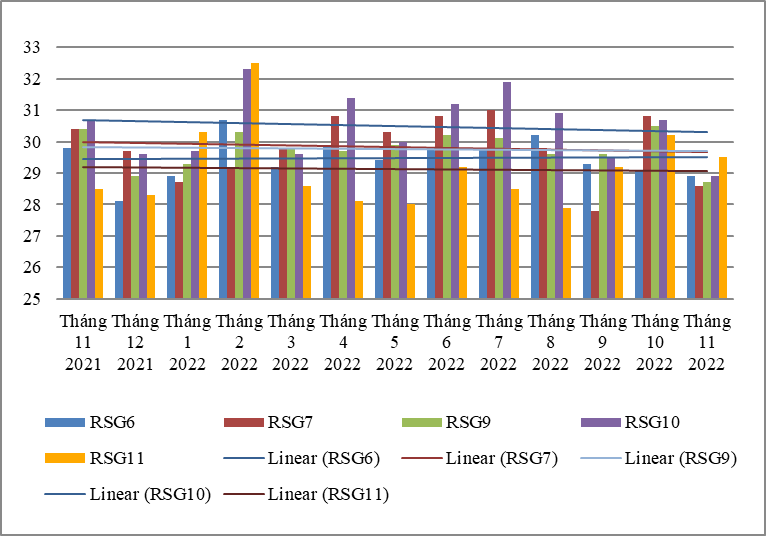 33
32
31
30
29
28
27
26
25
Tháng Tháng Tháng Tháng Tháng Tháng Tháng Tháng Tháng Tháng Tháng Tháng
11 12 1 2 3 4 5 6 7 8 9 10 11
2021 2021 2022 2022 2022 2022 2022 2022 2022 2022 2022 2022 2022
RSG6 RSG7 RSG9 RSG10
RSG11 Linear (RSG6) Linear (RSG7) Linear (RSG9)
Linear (RSG10) Linear (RSG11)